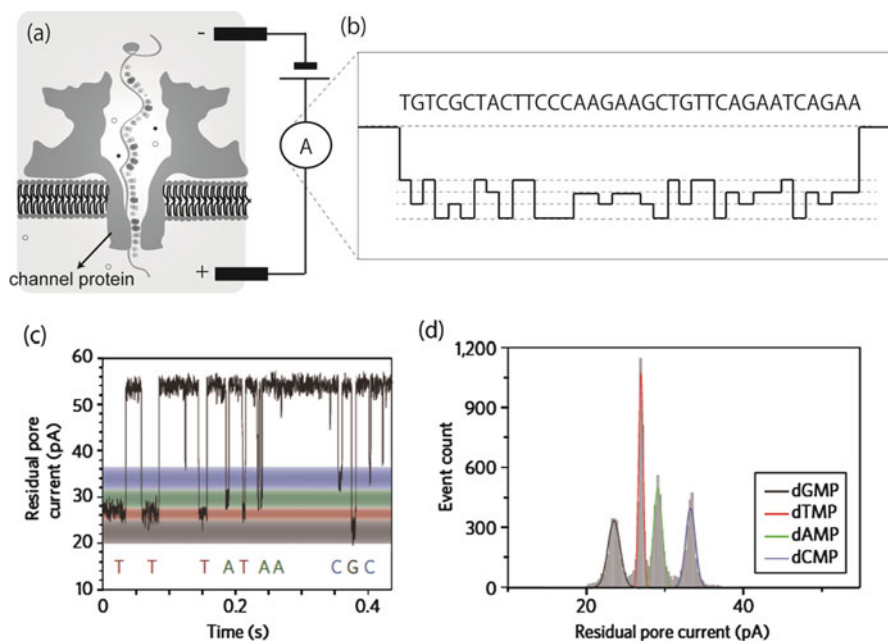 (a)
-
A
+
channel protein
(b)
TGTCGCTACTTCCCAAGAAGCTGTTCAGAATCAGAA
(c)
Residual pore
current (pA)
60
50
40
30
20
10
T T T A T A A C G C
0 0.2 0.4
Time (s)
(d)
Event count
1,200
900
600
300
0
dGMP
dTMP
dAMP
dCMP
20 40
Residual pore current (pA)